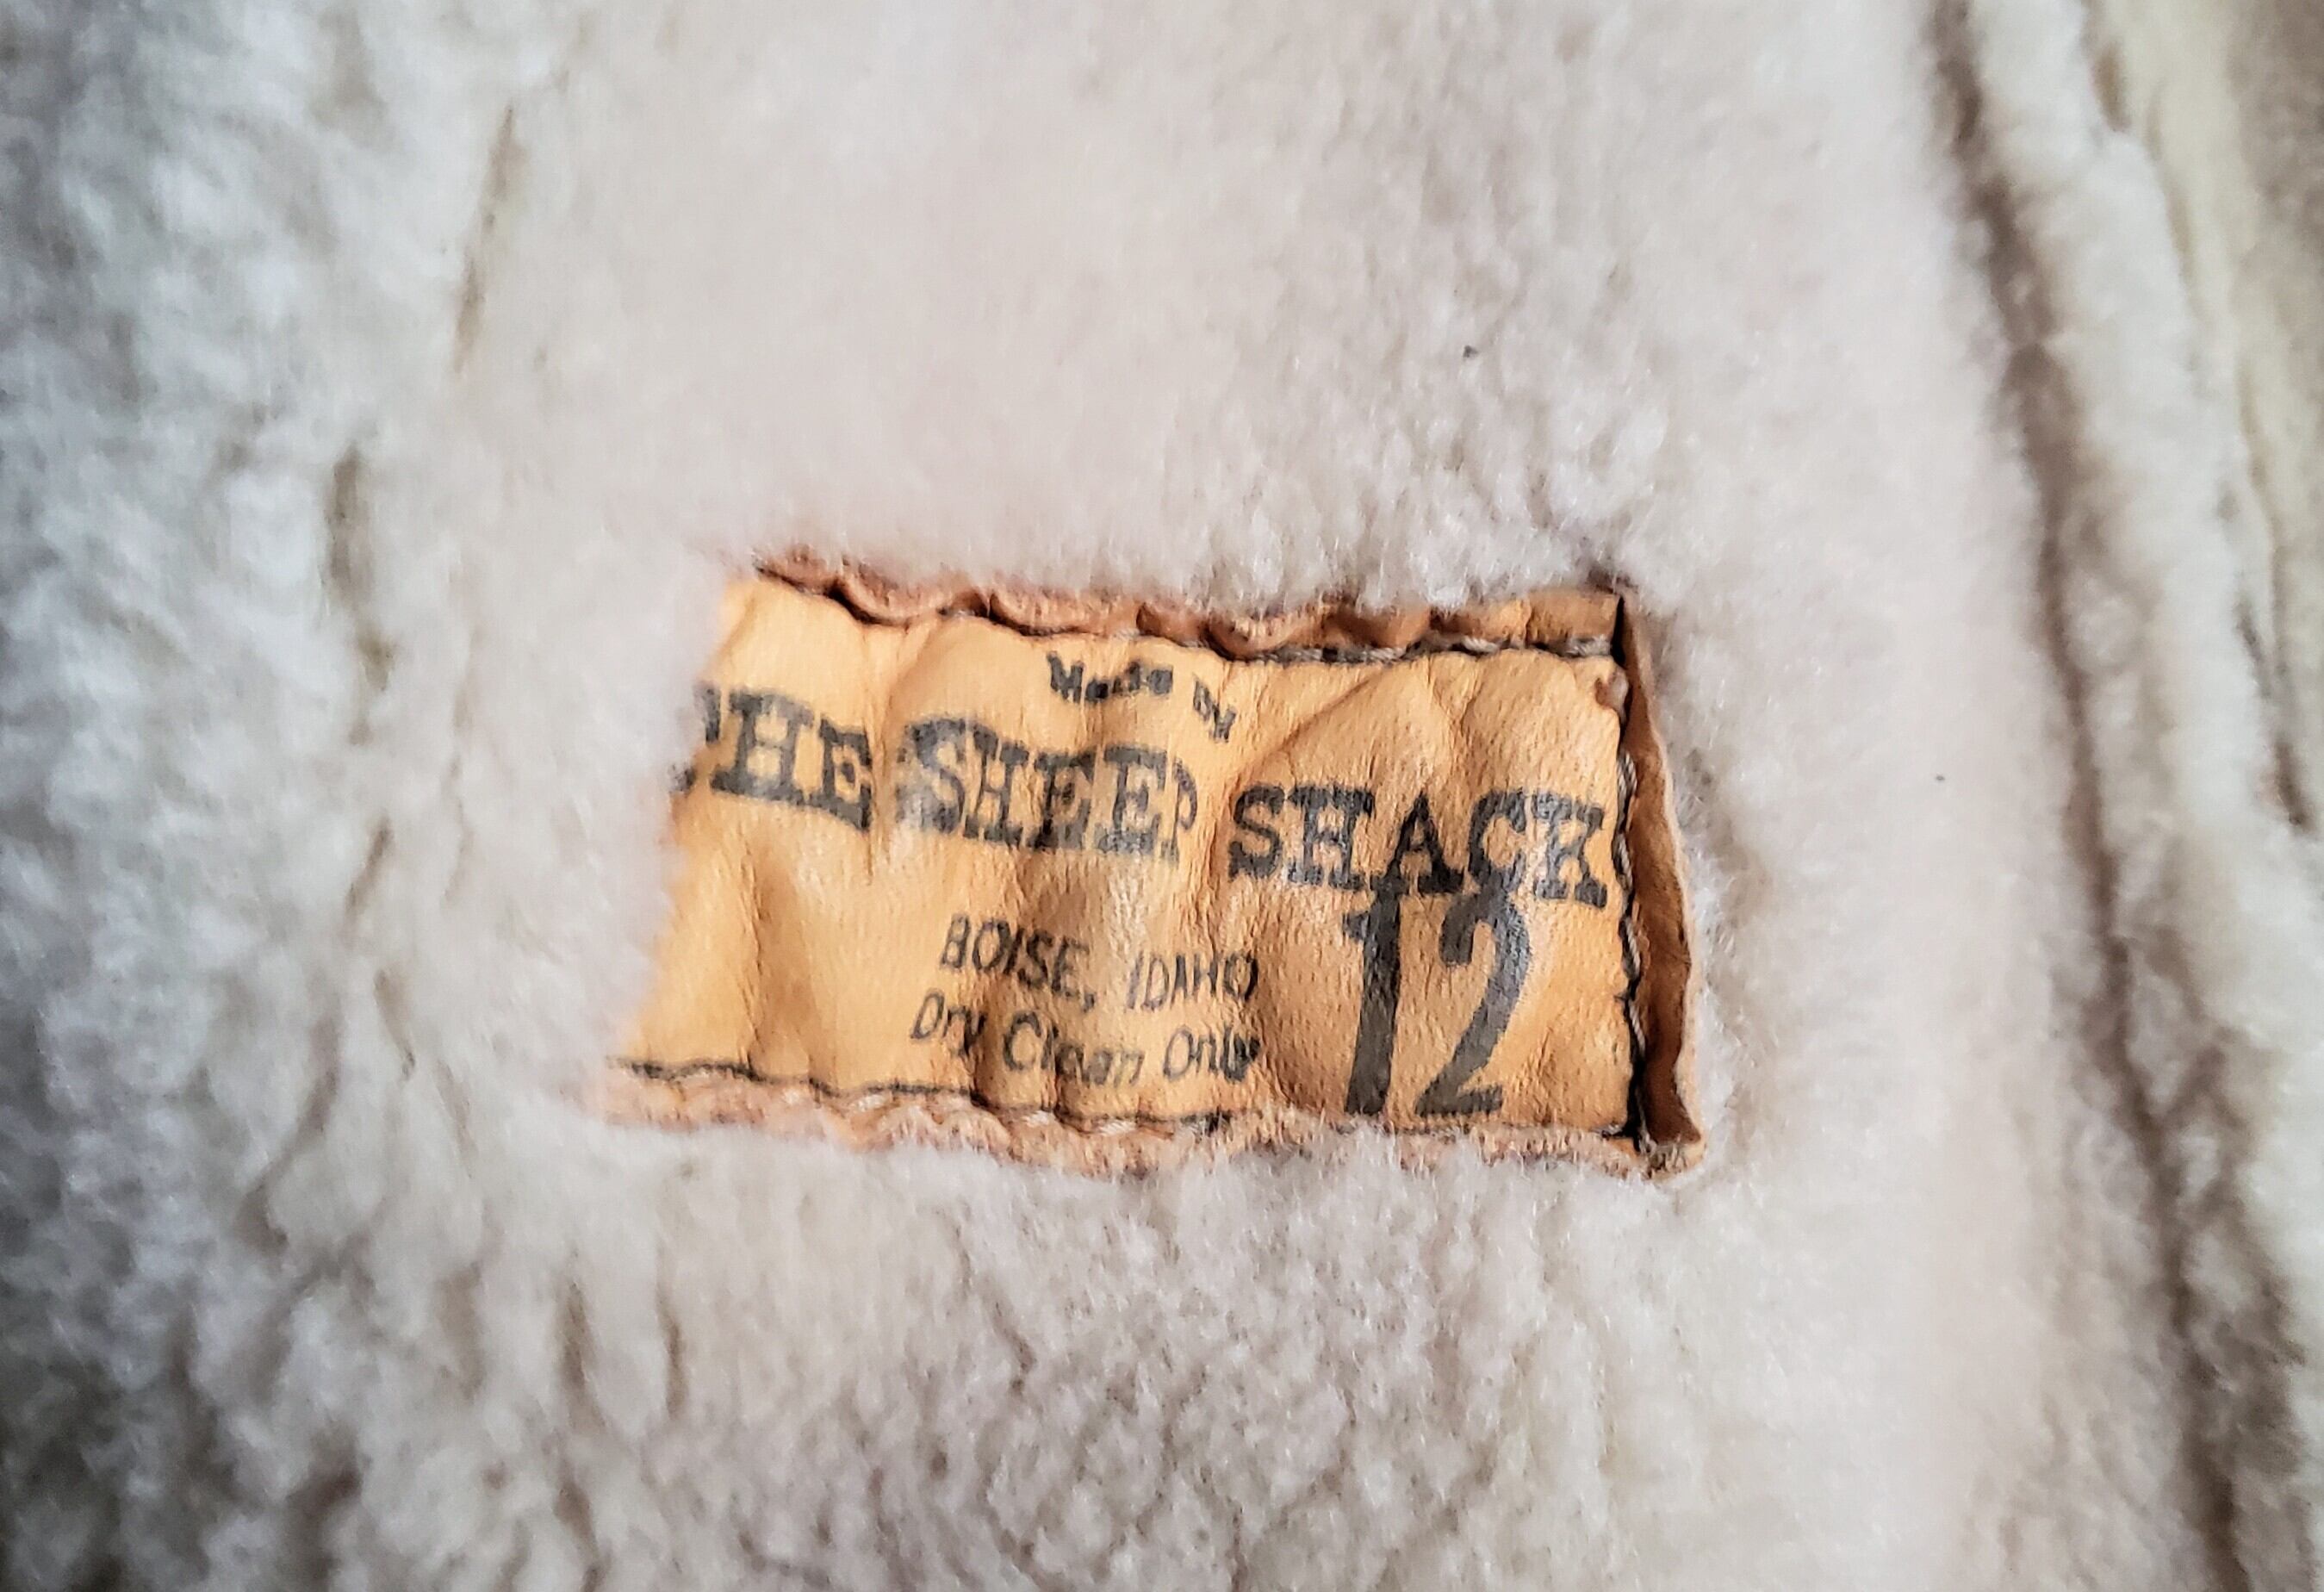 Made By
THE SHEEP SHACK
12
BOISE, IDAHO
Dry Clean Only